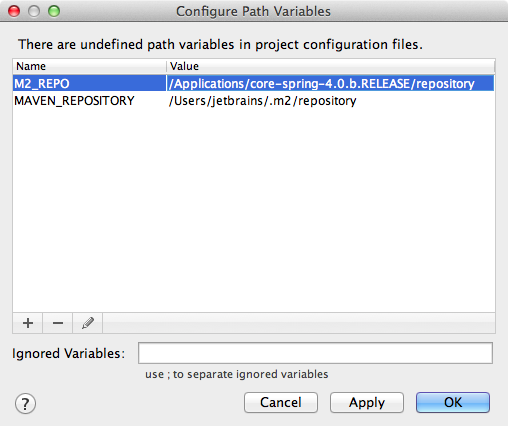 Configure Path Variables
There are undefined path variables in project configuration files.
Name Value
M2_REPO /Applications/core-spring-4.0.b.RELEASE/repository
MAVEN_REPOSITORY /Users/jetbrains/.m2/repository
+ −
Ignored Variables:
use ; to separate ignored variables
? Cancel Apply OK